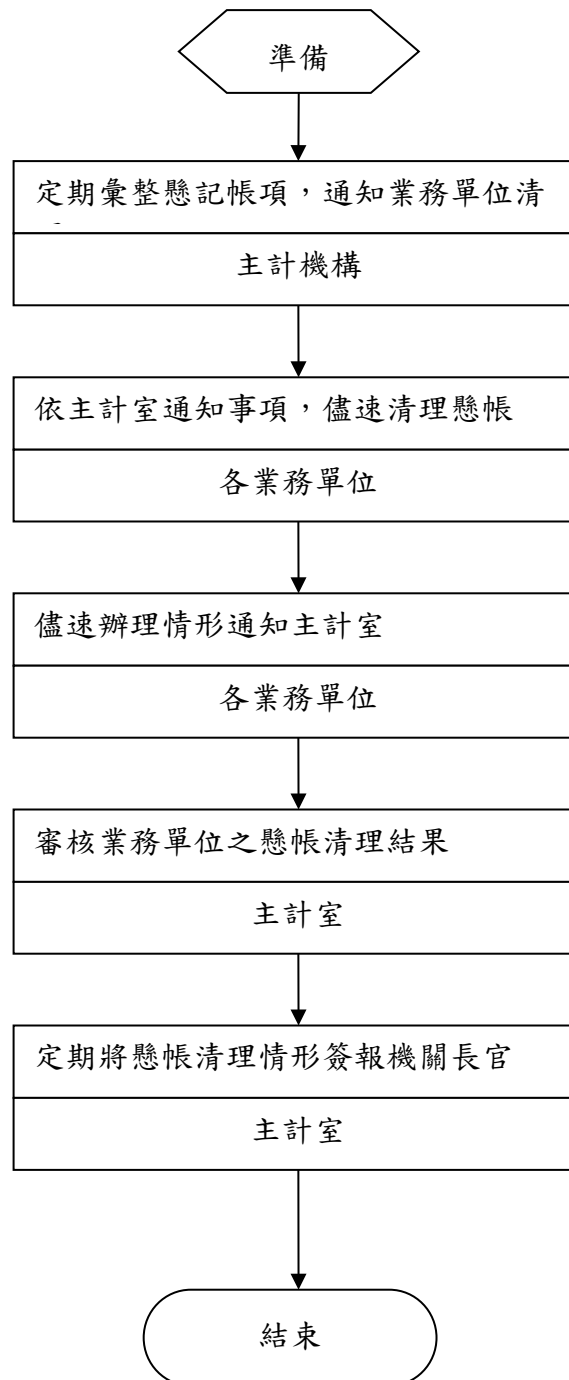 準備
定期彙整懸記帳項，通知業務單位清
主計機構
依主計室通知事項，儘速清理懸帳
各業務單位
儘速辦理情形通知主計室
各業務單位
審核業務單位之懸帳清理結果
主計室
定期將懸帳清理情形簽報機關長官
主計室
結束